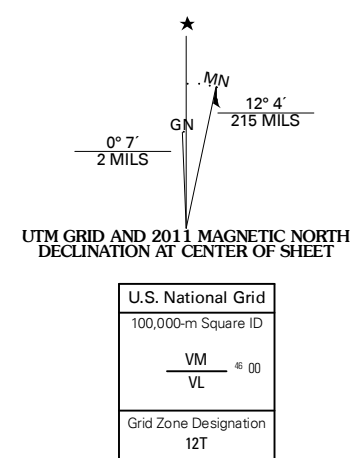 ★
MN
12° 4´
215 MILS
GN
0° 7´
2 MILS
UTM GRID AND 2011 MAGNETIC NORTH
DECLINATION AT CENTER OF SHEET
U.S. National Grid
100,000-m Square ID
VM
46 00
VL
Grid Zone Designation
12T